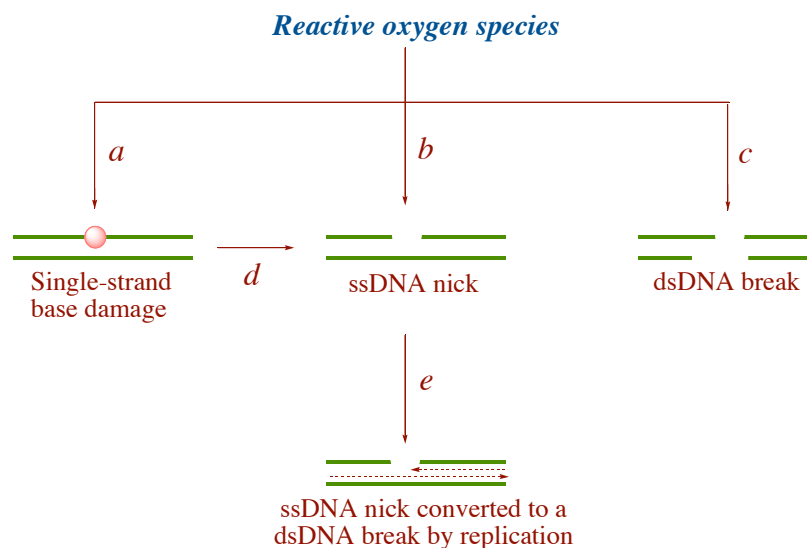 Reactive oxygen species
a
b
c
Single-strand
base damage
d
ssDNA nick
dsDNA break
e
ssDNA nick converted to a
dsDNA break by replication